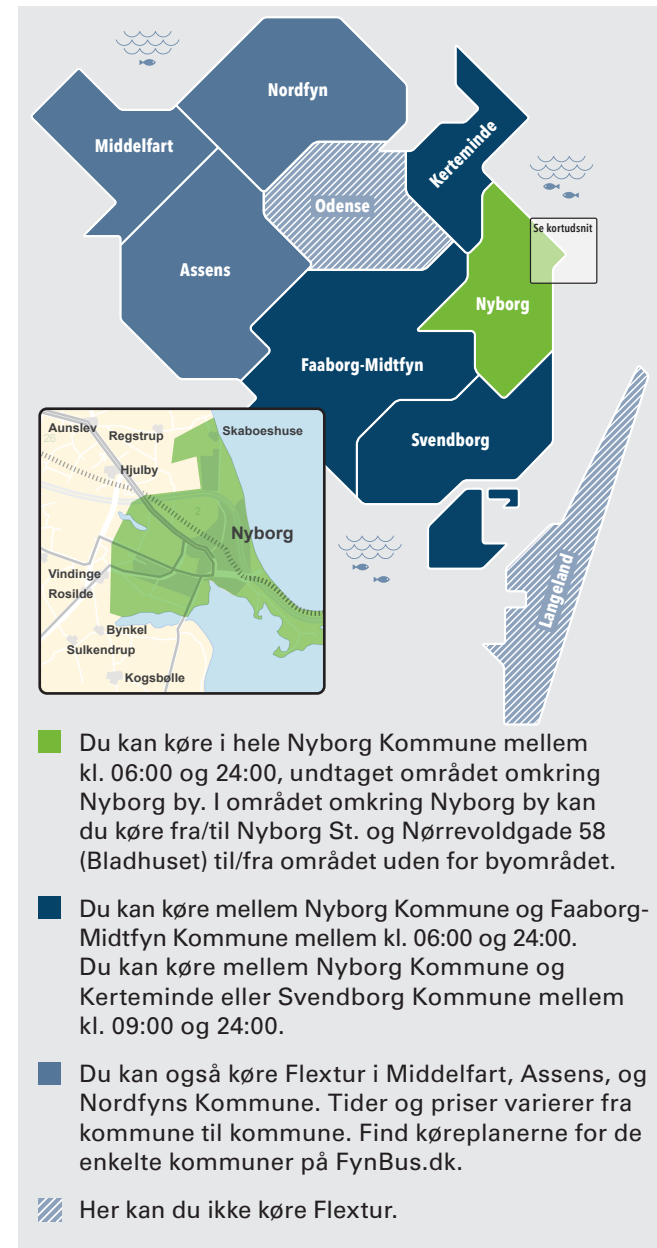 Nordfyn
Middelfart
Kerteminde
Odense
Se kortudsnit
Assens
Nyborg
Faaborg-Midtfyn
Svendborg
Langeland
Aunslev
Regstrup
Skaboeshuse
26
Hjulby
2
Nyborg
Vindinge
Rosilde
Bynkel
Sulkendrup
Kogsbølle
Du kan køre i hele Nyborg Kommune mellem
kl. 06:00 og 24:00, undtaget området omkring
Nyborg by. I området omkring Nyborg by kan
du køre fra/til Nyborg St. og Nørrevoldgade 58
(Bladhuset) til/fra området uden for byområdet.
Du kan køre mellem Nyborg Kommune og Faaborg-
Midtfyn Kommune mellem kl. 06:00 og 24:00.
Du kan køre mellem Nyborg Kommune og
Kerteminde eller Svendborg Kommune mellem
kl. 09:00 og 24:00.
Du kan også køre Flextur i Middelfart, Assens, og
Nordfyns Kommune. Tider og priser varierer fra
kommune til kommune. Find køreplanerne for de
enkelte kommuner på FynBus.dk.
Her kan du ikke køre Flextur.